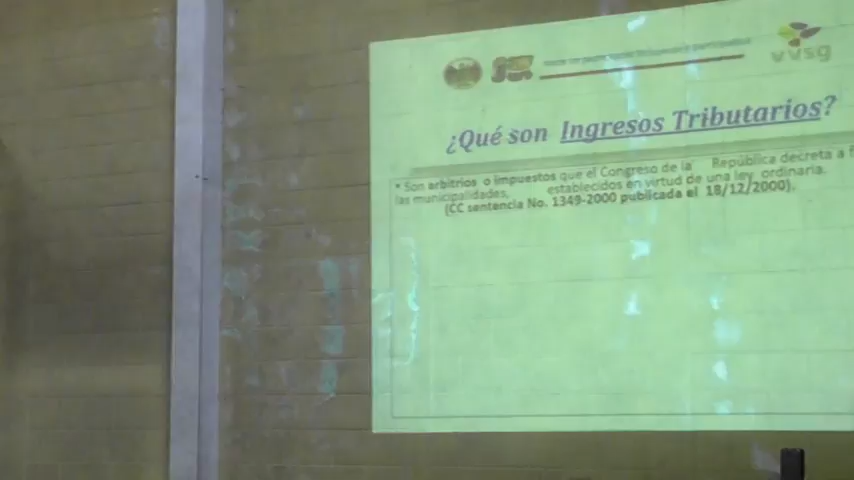 vvsg
¿Qué son Ingresos Tributarios?
* Son arbitrios o impuestos que el Congreso de la República decreta a f
las municipalidades, establecidos en virtud de una ley ordinaria.
(CC sentencia No. 1349-2000 publicada el 18/12/2000).